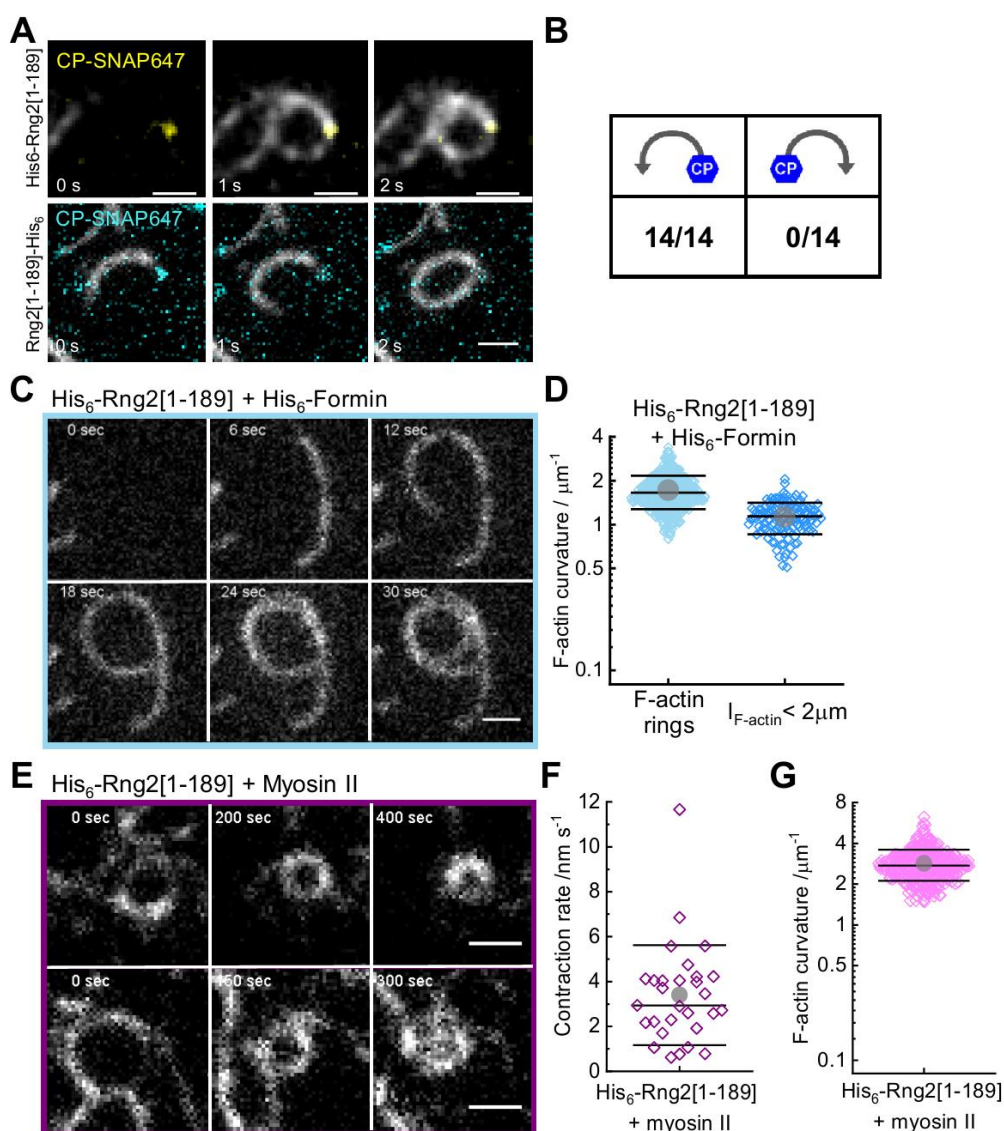 A
His6-Rng2[1-189]
CP-SNAP647
0 s
1 s
2 s
Rng2[1-189]-His₆
CP-SNAP647
0 s
1 s
2 s
B
CP
CP
14/14
0/14
C
His₆-Rng2[1-189] + His₆-Formin
0 sec
6 sec
12 sec
18 sec
24 sec
30 sec
D
His₆-Rng2[1-189]
+ His₆-Formin
F-actin curvature / μm⁻¹
4
2
1
0.5
0.1
F-actin
rings
l_F-actin < 2μm
E
His₆-Rng2[1-189] + Myosin II
0 sec
200 sec
400 sec
0 sec
150 sec
300 sec
F
Contraction rate /nm s⁻¹
12
10
8
6
4
2
0
His₆-Rng2[1-189]
+ myosin II
G
F-actin curvature /μm⁻¹
8
4
2
1
0.5
0.1
His₆-Rng2[1-189]
+ myosin II